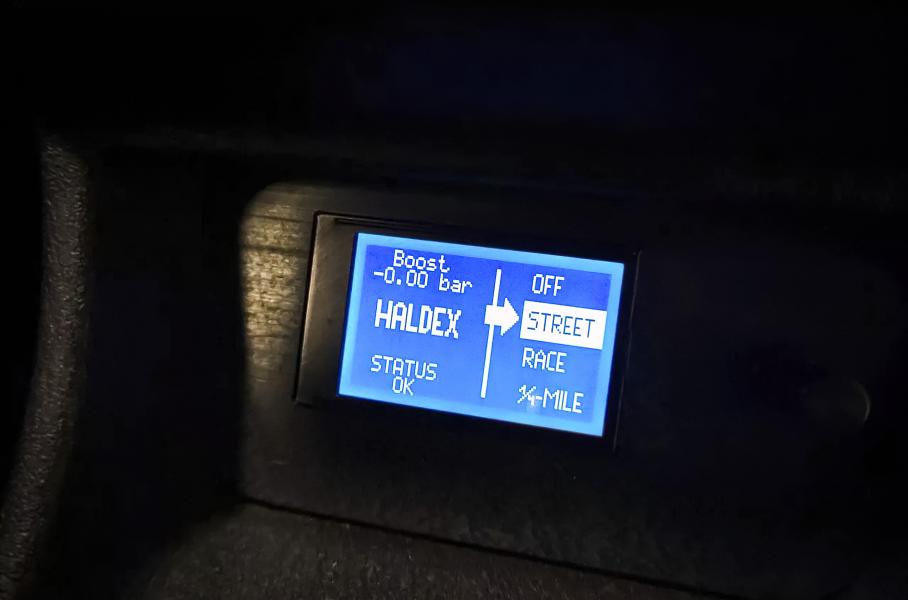 Boost
-0.00 bar
HALDEX
STATUS
OK
OFF
STREET
RACE
¼-MILE